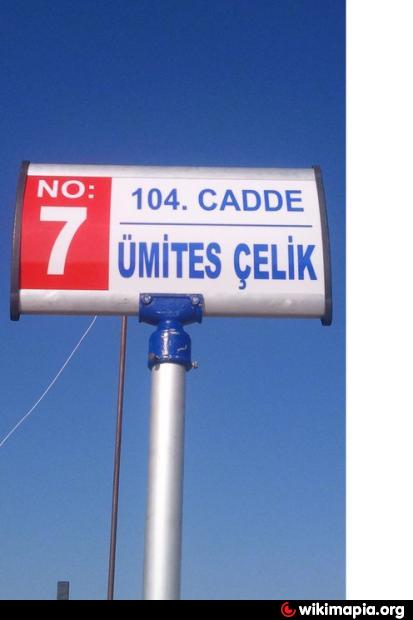 NO:
7
104. CADDE
ÜMİTES ÇELİK
wikimapia.org